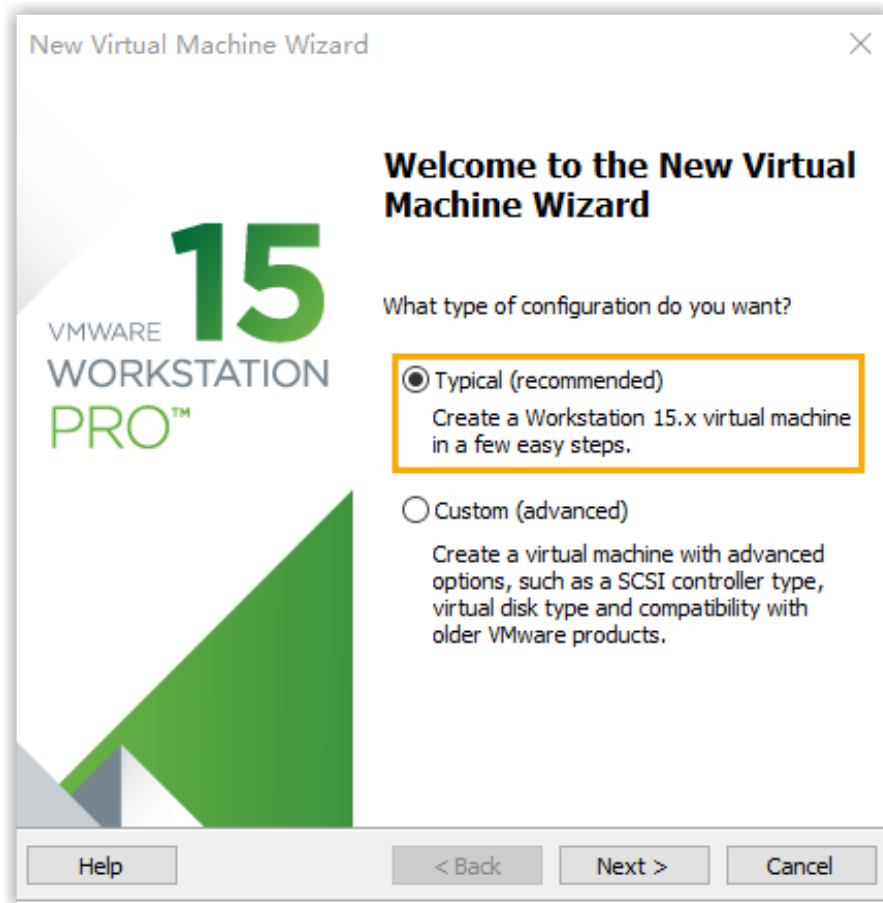 New Virtual Machine Wizard
Welcome to the New Virtual
Machine Wizard
15
VMWARE
WORKSTATION
PRO™
What type of configuration do you want?
Typical (recommended)
Create a Workstation 15.x virtual machine
in a few easy steps.
Custom (advanced)
Create a virtual machine with advanced
options, such as a SCSI controller type,
virtual disk type and compatibility with
older VMware products.
Help
< Back
Next >
Cancel